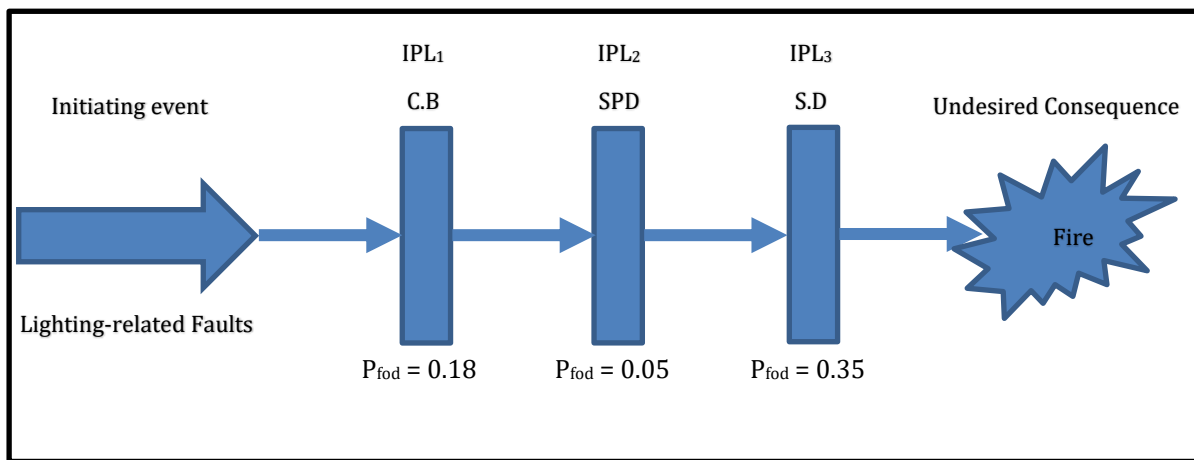 IPL₁
IPL₂
IPL₃
Initiating event
C.B
SPD
S.D
Undesired Consequence
Fire
Lighting-related Faults
Pfod = 0.18
Pfod = 0.05
Pfod = 0.35